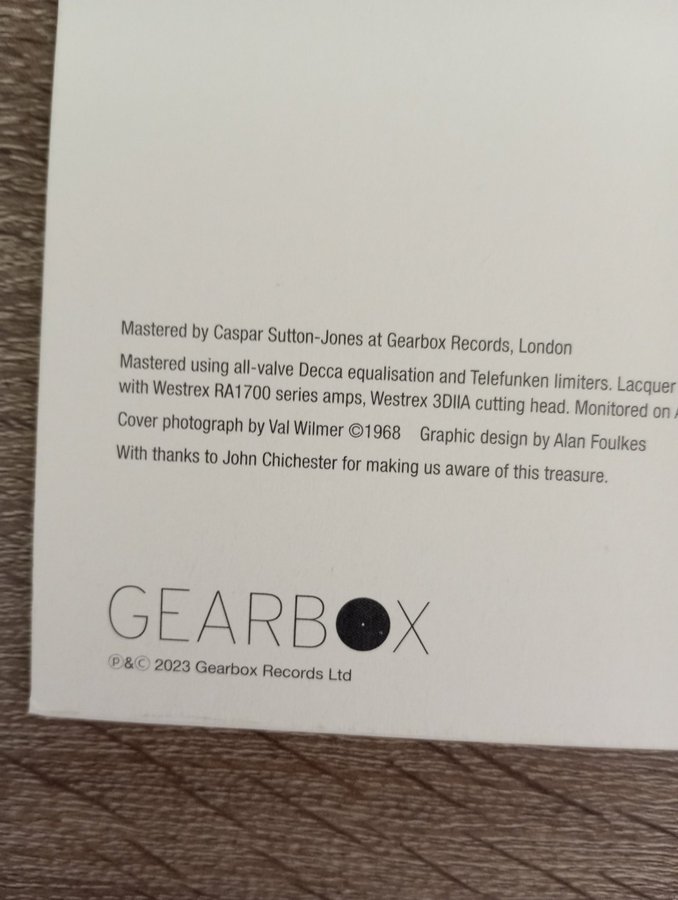 Mastered by Caspar Sutton-Jones at Gearbox Records, London
Mastered using all-valve Decca equalisation and Telefunken limiters. Lacquer
with Westrex RA1700 series amps, Westrex 3DIIA cutting head. Monitored on
Cover photograph by Val Wilmer ©1968 Graphic design by Alan Foulkes
With thanks to John Chichester for making us aware of this treasure.
GEARBOX
℗&© 2023 Gearbox Records Ltd